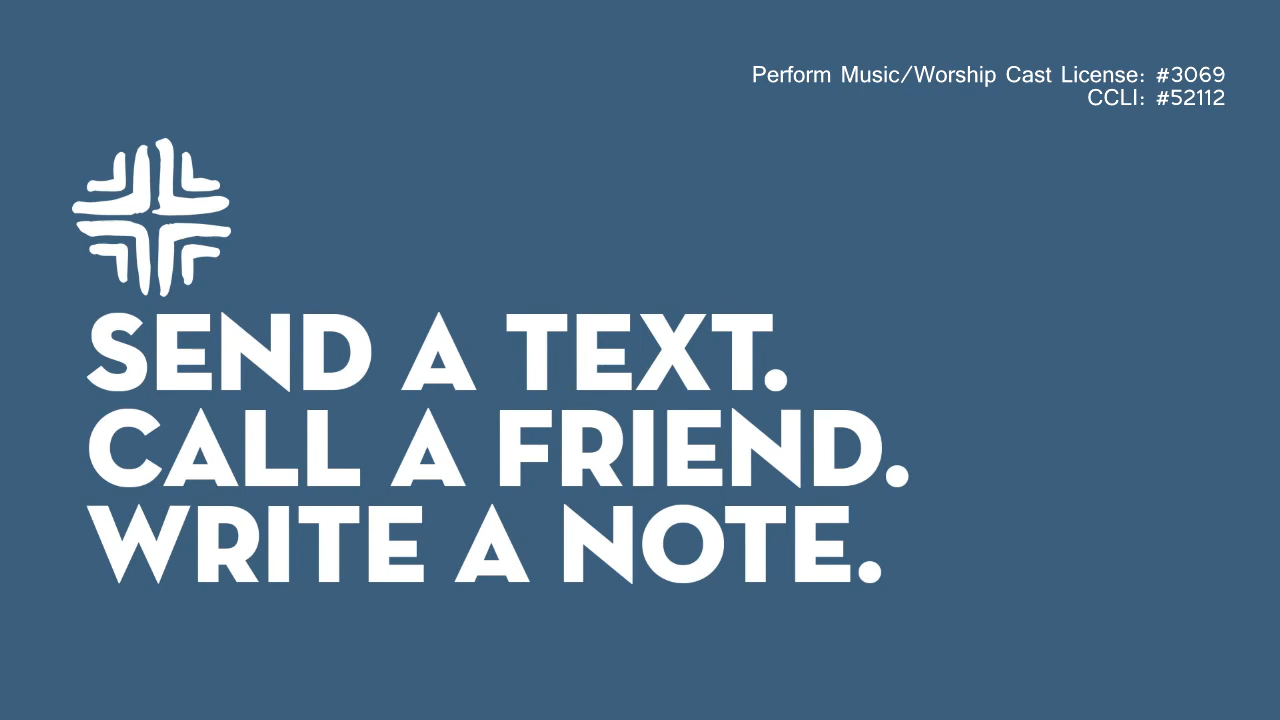 Perform Music/Worship Cast License: #3069
CCLI: #52112
SEND A TEXT.
CALL A FRIEND.
WRITE A NOTE.